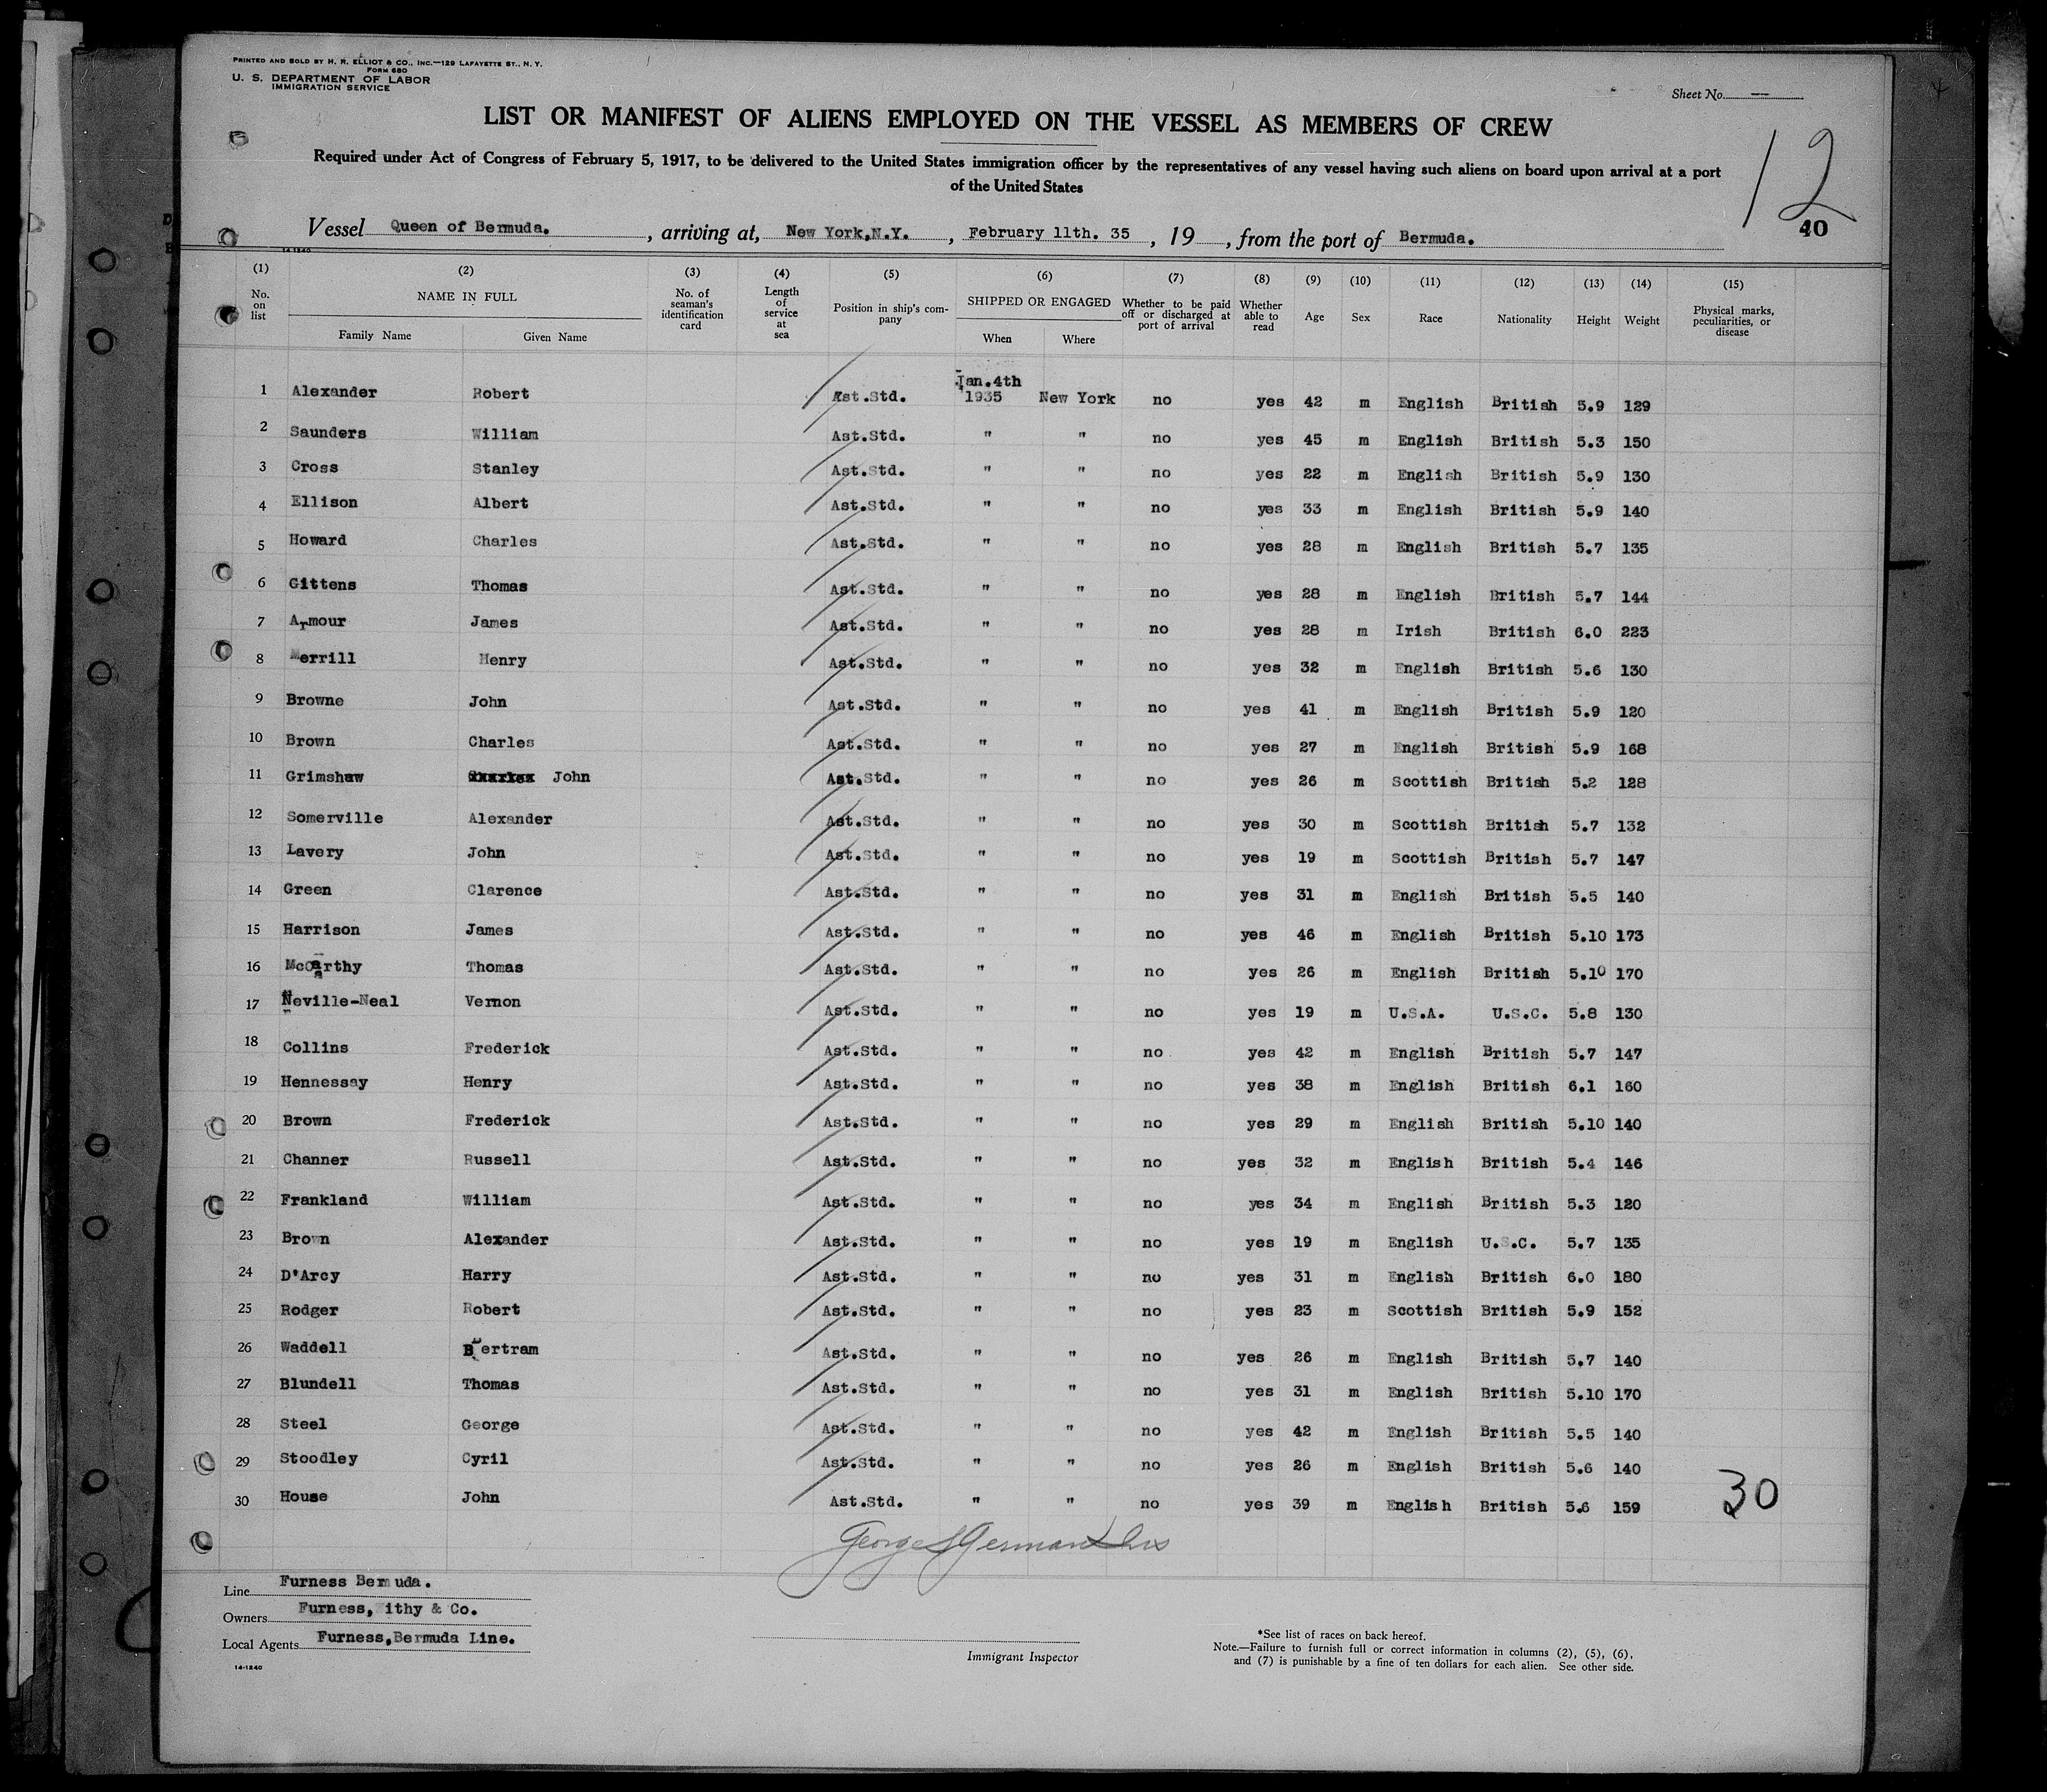 PRINTED AND SOLD BY H. R. ELLIOT & CO., INC.—129 LAFAYETTE ST., N. Y.
FORM 680
U. S. DEPARTMENT OF LABOR
IMMIGRATION SERVICE
Sheet No. --
LIST OR MANIFEST OF ALIENS EMPLOYED ON THE VESSEL AS MEMBERS OF CREW
12
Required under Act of Congress of February 5, 1917, to be delivered to the United States immigration officer by the representatives of any vessel having such aliens on board upon arrival at a port
of the United States
Vessel Queen of Bermuda. , arriving at, New York,N.Y. , February 11th. 35 , 19 , from the port of Bermuda.
40
14-1240
(1) (2) (3) (4) (5) (6) (7) (8) (9) (10) (11) (12) (13) (14) (15)
No. on list NAME IN FULL Family Name Given Name No. of seaman's identification card Length of service at sea Position in ship's company SHIPPED OR ENGAGED When Where Whether to be paid off or discharged at port of arrival Whether able to read Age Sex Race Nationality Height Weight Physical marks, peculiarities, or disease
1 Alexander Robert Ast.Std. Jan.4th 1935 New York no yes 42 m English British 5.9 129
2 Saunders William Ast.Std. " " no yes 45 m English British 5.3 150
3 Cross Stanley Ast.Std. " " no yes 22 m English British 5.9 130
4 Ellison Albert Ast.Std. " " no yes 33 m English British 5.9 140
5 Howard Charles Ast.Std. " " no yes 28 m English British 5.7 135
6 Gittens Thomas Ast.Std. " " no yes 28 m English British 5.7 144
7 Armour James Ast.Std. " " no yes 28 m Irish British 6.0 223
8 Merrill Henry Ast.Std. " " no yes 32 m English British 5.6 130
9 Browne John Ast.Std. " " no yes 41 m English British 5.9 120
10 Brown Charles Ast.Std. " " no yes 27 m English British 5.9 168
11 Grimshaw John Ast.Std. " " no yes 26 m Scottish British 5.2 128
12 Somerville Alexander Ast.Std. " " no yes 30 m Scottish British 5.7 132
13 Lavery John Ast.Std. " " no yes 19 m Scottish British 5.7 147
14 Green Clarence Ast.Std. " " no yes 31 m English British 5.5 140
15 Harrison James Ast.Std. " " no yes 46 m English British 5.10 173
16 McCarthy Thomas Ast.Std. " " no yes 26 m English British 5.10 170
17 Neville-Neal Vernon Ast.Std. " " no yes 19 m U.S.A. U.S.C. 5.8 130
18 Collins Frederick Ast.Std. " " no yes 42 m English British 5.7 147
19 Hennessay Henry Ast.Std. " " no yes 38 m English British 6.1 160
20 Brown Frederick Ast.Std. " " no yes 29 m English British 5.10 140
21 Channer Russell Ast.Std. " " no yes 32 m English British 5.4 146
22 Frankland William Ast.Std. " " no yes 34 m English British 5.3 120
23 Brown Alexander Ast.Std. " " no yes 19 m English U.S.C. 5.7 135
24 D'Arcy Harry Ast.Std. " " no yes 31 m English British 6.0 180
25 Rodger Robert Ast.Std. " " no yes 23 m Scottish British 5.9 152
26 Waddell Bertram Ast.Std. " " no yes 26 m English British 5.7 140
27 Blundell Thomas Ast.Std. " " no yes 31 m English British 5.10 170
28 Steel George Ast.Std. " " no yes 42 m English British 5.5 140
29 Stoodley Cyril Ast.Std. " " no yes 26 m English British 5.6 140
30 House John Ast.Std. " " no yes 39 m English British 5.6 159
30
Line Furness Bermuda.
Owners Furness, Withy & Co.
Local Agents Furness,Bermuda Line.
14-1240
Immigrant Inspector
*See list of races on back hereof.
Note.—Failure to furnish full or correct information in columns (2), (5), (6),
and (7) is punishable by a fine of ten dollars for each alien. See other side.